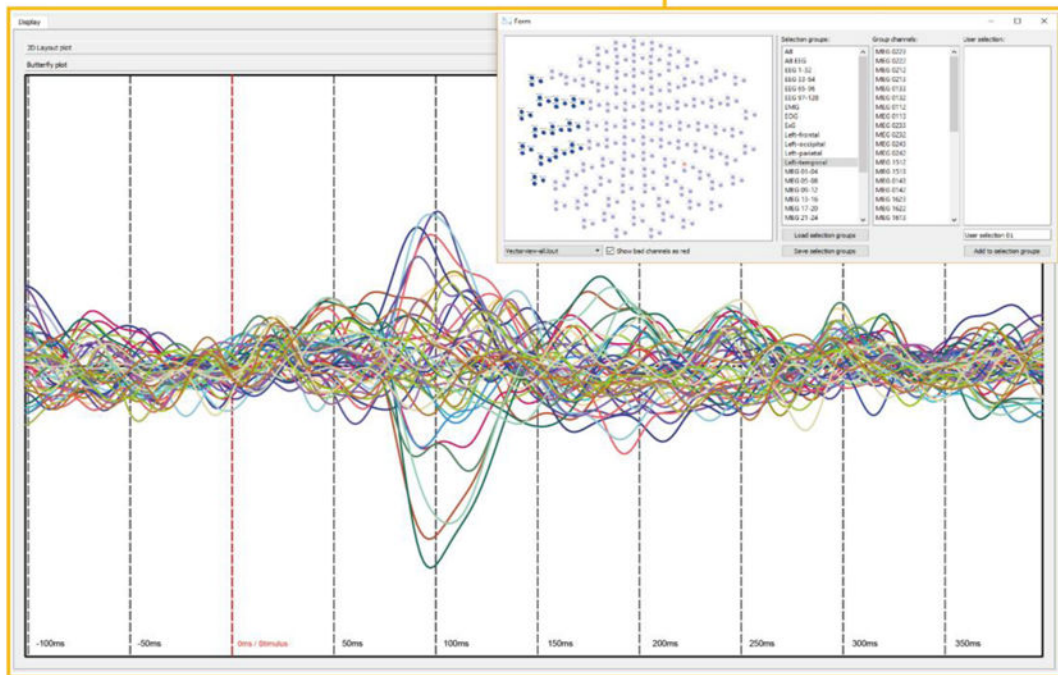 Display
2D Layout plot
Butterfly plot
Form
Selection groups:
All
All EEG
EEG 1-32
EEG 33-64
EEG 65-96
EEG 97-128
EMG
EOG
ExG
Left-frontal
Left-occipital
Left-parietal
Left-temporal
MEG 01-04
MEG 05-08
MEG 09-12
MEG 13-16
MEG 17-20
MEG 21-24
Load selection groups
Save selection groups
Group channels:
MEG 0223
MEG 0222
MEG 0212
MEG 0213
MEG 0133
MEG 0132
MEG 0112
MEG 0113
MEG 0233
MEG 0232
MEG 0243
MEG 0242
MEG 1512
MEG 1513
MEG 0143
MEG 0142
MEG 1623
MEG 1622
MEG 1613
User selection:
User selection 01
Add to selection groups
Vectorview-all.lout
Show bad channels as red
-100ms
-50ms
0ms / Stimulus
50ms
100ms
150ms
200ms
250ms
300ms
350ms